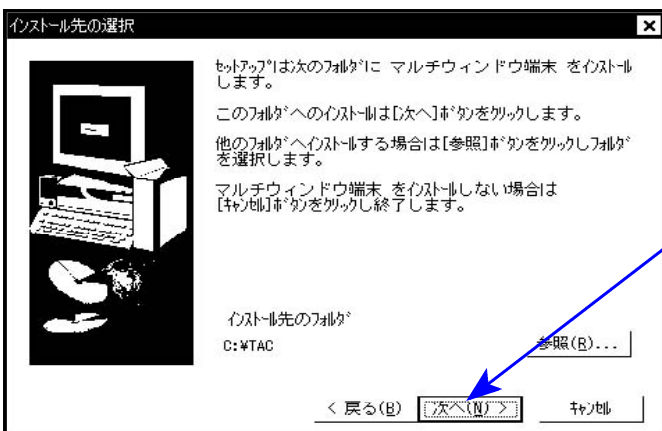 インストール先の選択
ｾｯﾄｱｯﾌﾟは次のﾌｫﾙﾀﾞに マルチウィンドウ端末 をｲﾝｽﾄｰﾙ
します。
このﾌｫﾙﾀﾞへのｲﾝｽﾄｰﾙは[次へ]ﾎﾞﾀﾝをｸﾘｯｸします。
他のﾌｫﾙﾀﾞへｲﾝｽﾄｰﾙする場合は[参照]ﾎﾞﾀﾝをｸﾘｯｸしﾌｫﾙﾀﾞ
を選択します。
マルチウィンドウ端末 をｲﾝｽﾄｰﾙしない場合は
[ｷｬﾝｾﾙ]ﾎﾞﾀﾝをｸﾘｯｸし終了します。
ｲﾝｽﾄｰﾙ先のﾌｫﾙﾀﾞ
C:¥TAC
参照(R)...
< 戻る(B) 次へ(N) > ｷｬﾝｾﾙ